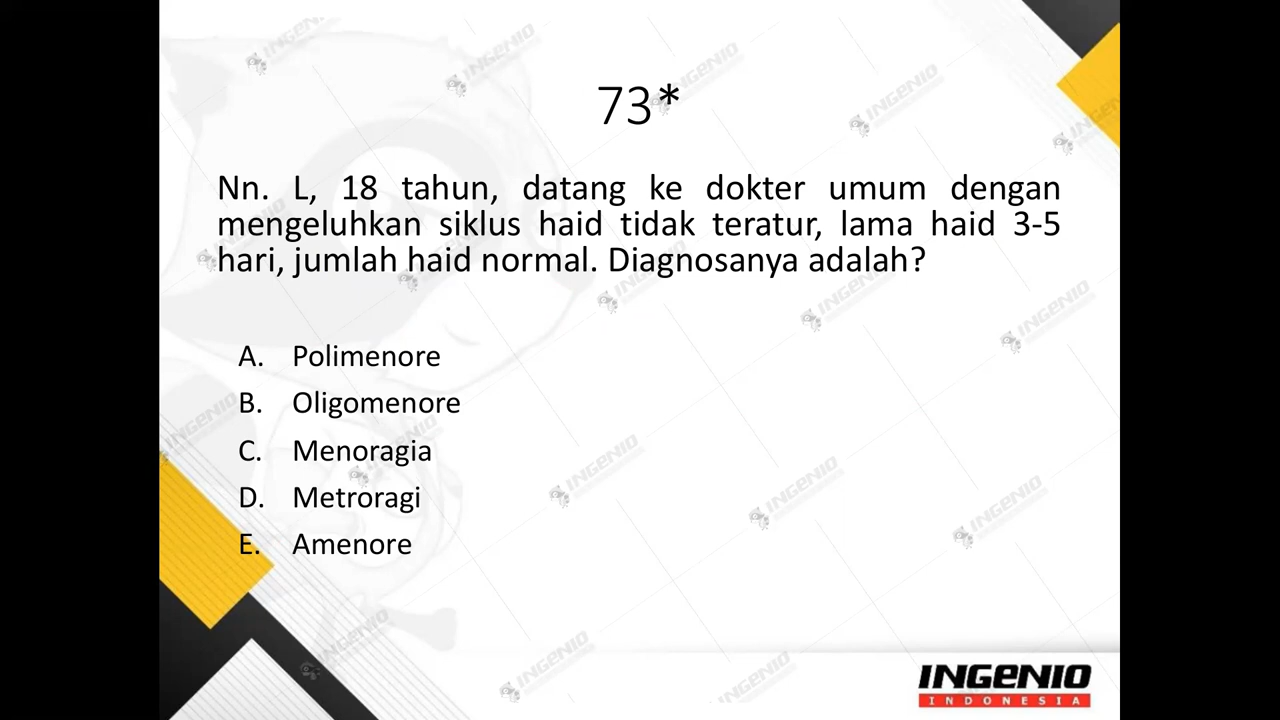 73*
Nn. L, 18 tahun, datang ke dokter umum dengan
mengeluhkan siklus haid tidak teratur, lama haid 3-5
hari, jumlah haid normal. Diagnosanya adalah?
A. Polimenore
B. Oligomenore
C. Menoragia
D. Metroragi
E. Amenore
INGENIO
INDONESIA